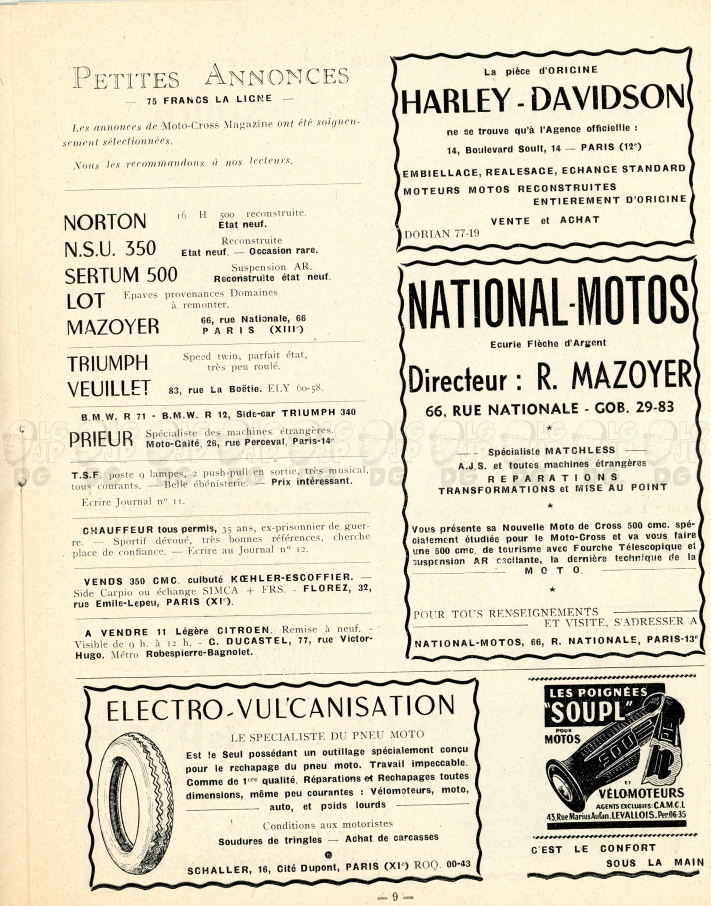 PETITES ANNONCES
— 75 FRANCS LA LIGNE —
Les annonces de Moto-Cross Magazine ont été soigneu-
sement sélectionnées.
Nous les recommandons à nos lecteurs.
NORTON 16 H 500 reconstruite.
Etat neuf.
N.S.U. 350 Reconstruite
Etat neuf. — Occasion rare.
SERTUM 500 Suspension AR.
Reconstruite état neuf.
LOT Epaves provenances Domaines
à remonter.
MAZOYER 66, rue Nationale, 66
PARIS (XIIIe)
TRIUMPH Speed twin, parfait état,
très peu roulé.
VEUILLET 83, rue La Boëtie. ELY 60-58.
B.M.W. R 71 - B.M.W. R 12, Side-car TRIUMPH 340
PRIEUR Spécialiste des machines étrangères.
Moto-Gaité, 26, rue Perceval, Paris-14e
T.S.F. poste 9 lampes, 2 push-pull en sortie, très musical,
tous courants. — Belle ébénisterie. — Prix intéressant.
Ecrire Journal n° 11.
CHAUFFEUR tous permis, 35 ans, ex-prisonnier de guer-
re. — Sportif dévoué, très bonnes références, cherche
place de confiance. — Ecrire au Journal n° 12.
VENDS 350 CMC. culbuté KŒHLER-ESCOFFIER. —
Side Carpio ou échange SIMCA + FRS. - FLOREZ, 32,
rue Emile-Lepeu, PARIS (XIe).
A VENDRE 11 Légère CITROEN. Remise à neuf. -
Visible de 9 h. à 12 h. - G. DUCASTEL, 77, rue Victor-
Hugo. Métro Robespierre-Bagnolet.
La pièce d'ORIGINE
HARLEY-DAVIDSON
ne se trouve qu'à l'Agence officiellle :
14, Boulevard Soult, 14 — PARIS (12e)
EMBIELLAGE, REALESAGE, ECHANGE STANDARD
MOTEURS MOTOS RECONSTRUITES
ENTIEREMENT D'ORIGINE
VENTE et ACHAT
DORIAN 77-19
NATIONAL-MOTOS
Ecurie Flèche d'Argent
Directeur : R. MAZOYER
66, RUE NATIONALE - GOB. 29-83
Spécialiste MATCHLESS
A.J.S. et toutes machines étrangères
REPARATIONS
TRANSFORMATIONS et MISE AU POINT
Vous présente sa Nouvelle Moto de Cross 500 cmc. spé-
cialement étudiée pour le Moto-Cross et va vous faire
une 500 cmc. de tourisme avec Fourche Télescopique et
suspension AR oscillante, la dernière technique de la
MOTO.
POUR TOUS RENSEIGNEMENTS
ET VISITE, S'ADRESSER A
NATIONAL-MOTOS, 66, R. NATIONALE, PARIS-13e
ELECTRO-VULCANISATION
LE SPECIALISTE DU PNEU MOTO
Est le Seul possédant un outillage spécialement conçu
pour le rechapage du pneu moto. Travail impeccable.
Comme de 1ere qualité. Réparations et Rechapages toutes
dimensions, même peu courantes : Vélomoteurs, moto,
auto, et poids lourds
Conditions aux motoristes
Soudures de tringles — Achat de carcasses
SCHALLER, 16, Cité Dupont, PARIS (XIe) ROQ. 00-43
LES POIGNÉES
"SOUPL"
POUR
MOTOS
ET
VÉLOMOTEURS
AGENTS EXCLUSIFS: C.A.M.C.L
43, Rue Marius Aufan. LEVALLOIS. Per. 06-35
C'EST LE CONFORT
SOUS LA MAIN
— 9 —